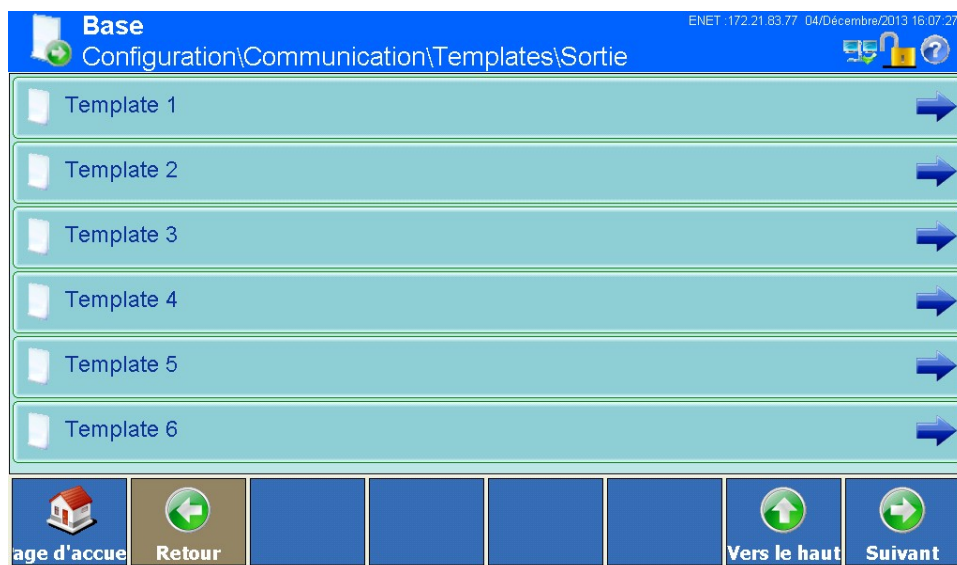 Base
ENET :172.21.83.77 04/Décembre/2013 16:07:27
Configuration\Communication\Templates\Sortie
Template 1
Template 2
Template 3
Template 4
Template 5
Template 6
age d'accue
Retour
Vers le haut
Suivant